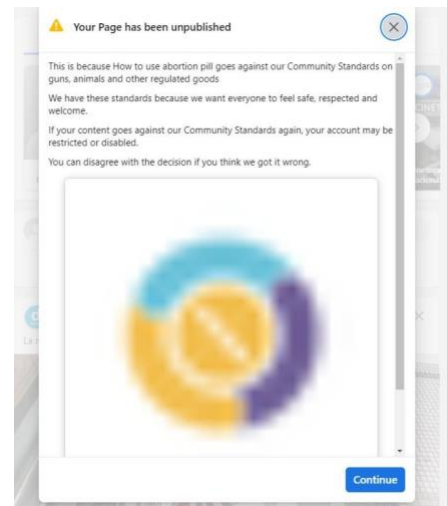 Your Page has been unpublished
This is because How to use abortion pill goes against our Community Standards on
guns, animals and other regulated goods
We have these standards because we want everyone to feel safe, respected and
welcome.
If your content goes against our Community Standards again, your account may be
restricted or disabled.
You can disagree with the decision if you think we got it wrong.
Continue